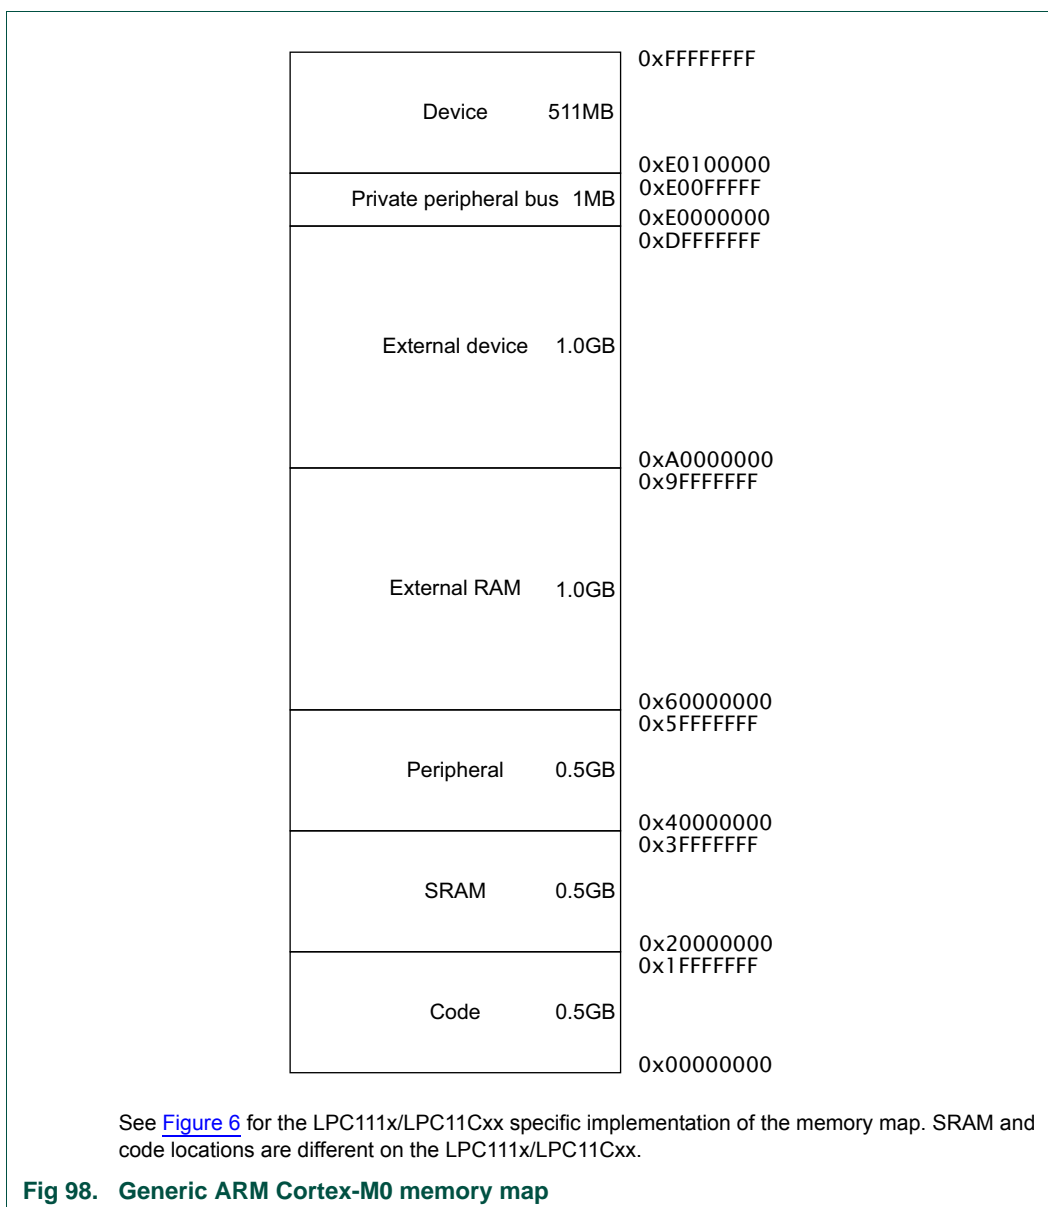 0xFFFFFFFF
Device 511MB
0xE0100000
0xE00FFFFF
Private peripheral bus 1MB
0xE0000000
0xDFFFFFFF
External device 1.0GB
0xA0000000
0x9FFFFFFF
External RAM 1.0GB
0x60000000
0x5FFFFFFF
Peripheral 0.5GB
0x40000000
0x3FFFFFFF
SRAM 0.5GB
0x20000000
0x1FFFFFFF
Code 0.5GB
0x00000000
See Figure 6 for the LPC111x/LPC11Cxx specific implementation of the memory map. SRAM and
code locations are different on the LPC111x/LPC11Cxx.
Fig 98. Generic ARM Cortex-M0 memory map